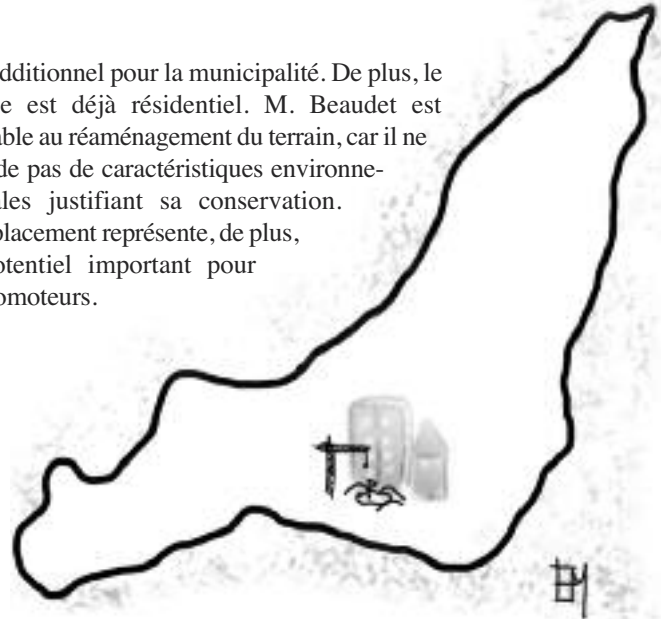 dditionnel pour la municipalité. De plus, le
e est déjà résidentiel. M. Beaudet est
able au réaménagement du terrain, car il ne
de pas de caractéristiques environne-
ales justifiant sa conservation.
placement représente, de plus,
otentiel important pour
omoteurs.